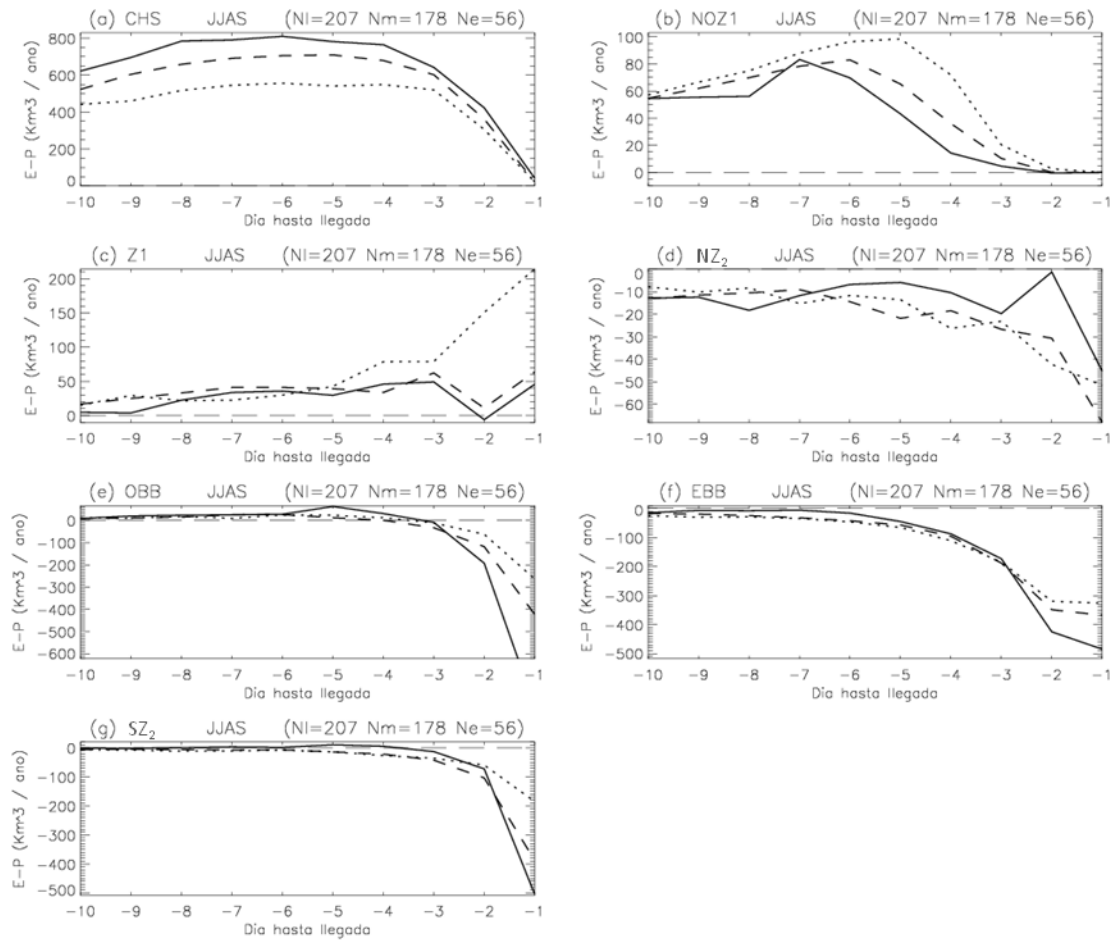 (a) CHS JJAS (Nl=207 Nm=178 Ne=56)
E-P (Km^3 / ano)
800
600
400
200
0
-10 -9 -8 -7 -6 -5 -4 -3 -2 -1
Dia hasta llegada
(b) NOZ1 JJAS (Nl=207 Nm=178 Ne=56)
E-P (Km^3 / ano)
100
80
60
40
20
0
-10 -9 -8 -7 -6 -5 -4 -3 -2 -1
Dia hasta llegada
(c) Z1 JJAS (Nl=207 Nm=178 Ne=56)
E-P (Km^3 / ano)
200
150
100
50
0
-10 -9 -8 -7 -6 -5 -4 -3 -2 -1
Dia hasta llegada
(d) NZ₂ JJAS (Nl=207 Nm=178 Ne=56)
E-P (Km^3 / ano)
0
-10
-20
-30
-40
-50
-60
-10 -9 -8 -7 -6 -5 -4 -3 -2 -1
Dia hasta llegada
(e) OBB JJAS (Nl=207 Nm=178 Ne=56)
E-P (Km^3 / ano)
0
-100
-200
-300
-400
-500
-600
-10 -9 -8 -7 -6 -5 -4 -3 -2 -1
Dia hasta llegada
(f) EBB JJAS (Nl=207 Nm=178 Ne=56)
E-P (Km^3 / ano)
0
-100
-200
-300
-400
-500
-10 -9 -8 -7 -6 -5 -4 -3 -2 -1
Dia hasta llegada
(g) SZ₂ JJAS (Nl=207 Nm=178 Ne=56)
E-P (Km^3 / ano)
0
-100
-200
-300
-400
-500
-10 -9 -8 -7 -6 -5 -4 -3 -2 -1
Dia hasta llegada